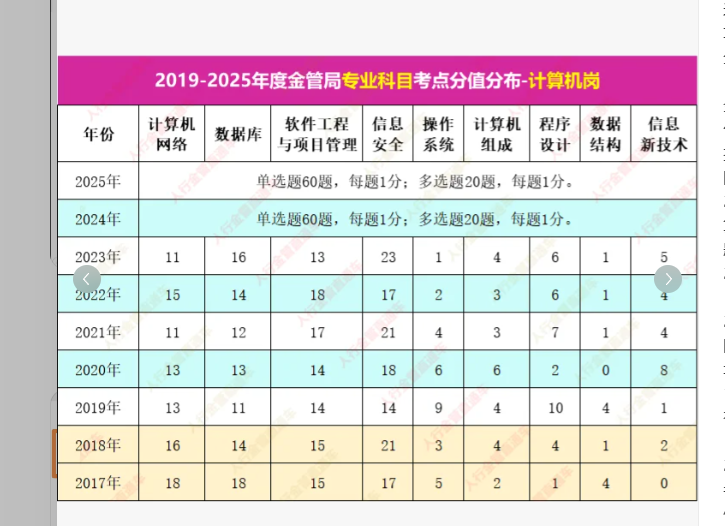 2019-2025年度金管局专业科目考点分值分布-计算机岗
年份 计算机网络 数据库 软件工程与项目管理 信息安全 操作系统 计算机组成 程序设计 数据结构 信息新技术
2025年 单选题60题，每题1分；多选题20题，每题1分。
2024年 单选题60题，每题1分；多选题20题，每题1分。
2023年 11 16 13 23 1 4 6 1 5
2022年 15 14 18 17 2 3 6 1 4
2021年 11 12 17 21 4 3 7 1 4
2020年 13 13 14 18 6 6 2 0 8
2019年 13 11 14 14 9 4 10 4 1
2018年 16 14 15 21 3 4 4 1 2
2017年 18 18 15 17 5 2 1 4 0